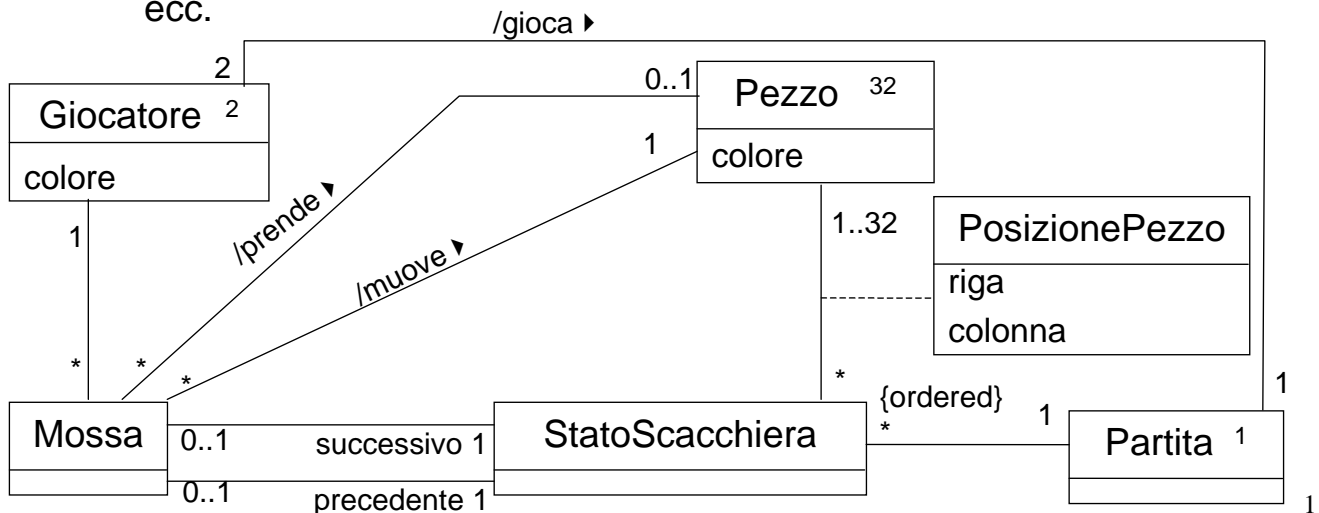 ecc.
/gioca
2
0..1
Pezzo 32
Giocatore 2
1
colore
colore
/prende
1
1..32
PosizionePezzo
/muove
riga
colonna
*
*
*
*
{ordered}
1
1
*
Mossa
0..1
successivo 1
StatoScacchiera
Partita 1
0..1
precedente 1
1